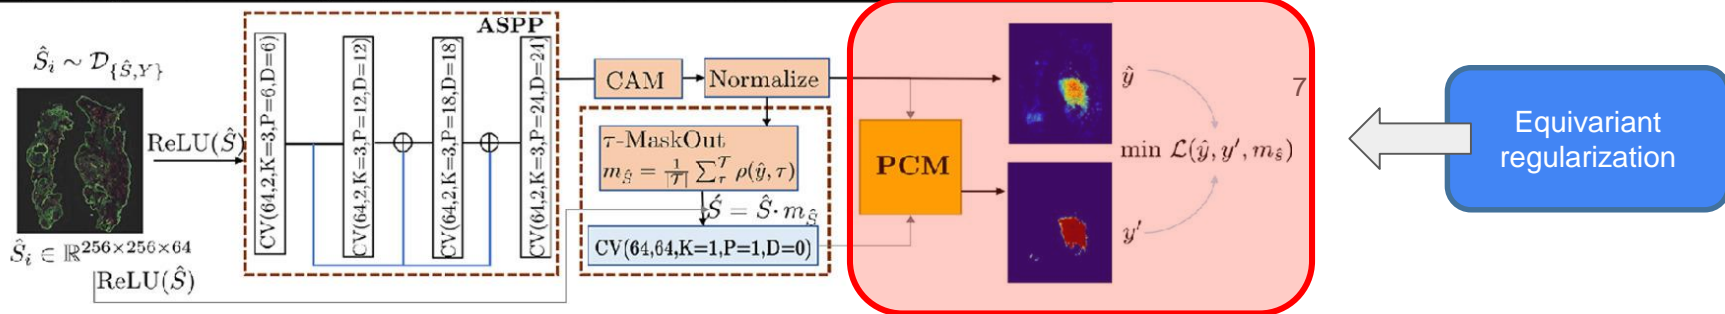 Ŝ_i ∼ D_{Ŝ,Y}
Ŝ_i ∈ ℝ^{256×256×64}
ReLU(Ŝ)
ReLU(Ŝ)
ASPP
CV(64,2,K=3,P=6,D=6)
CV(64,2,K=3,P=12,D=12)
CV(64,2,K=3,P=18,D=18)
CV(64,2,K=3,P=24,D=24)
CAM
Normalize
τ-MaskOut
m_ŝ = 1/|𝒯| ∑_τ^𝒯 ρ(ŷ, τ)
Ś = Ŝ · m_Ŝ
CV(64,64,K=1,P=1,D=0)
PCM
ŷ
7
min L(ŷ, y′, m_ŝ)
y′
Equivariant
regularization